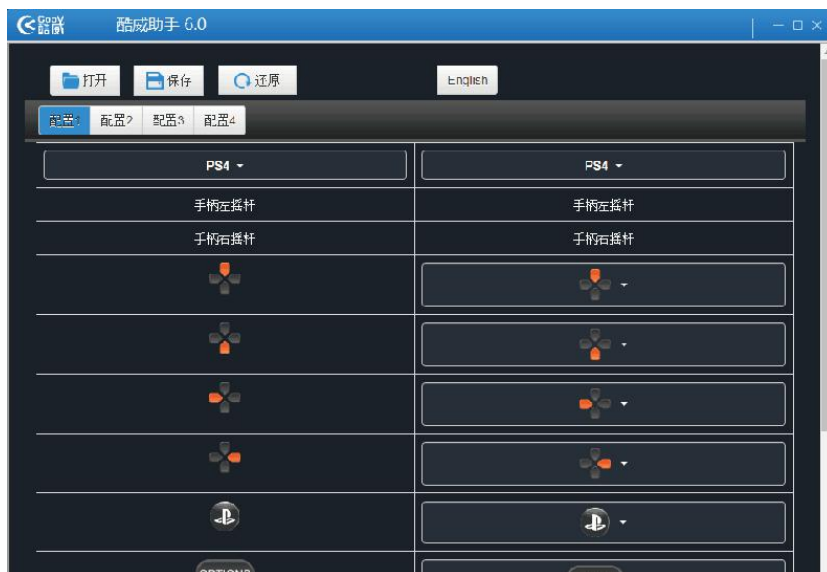 酷威助手 6.0
打开 保存 还原 English
配置1 配置2 配置3 配置4
PS4 PS4
手柄左摇杆 手柄左摇杆
手柄右摇杆 手柄右摇杆
OPTIONS